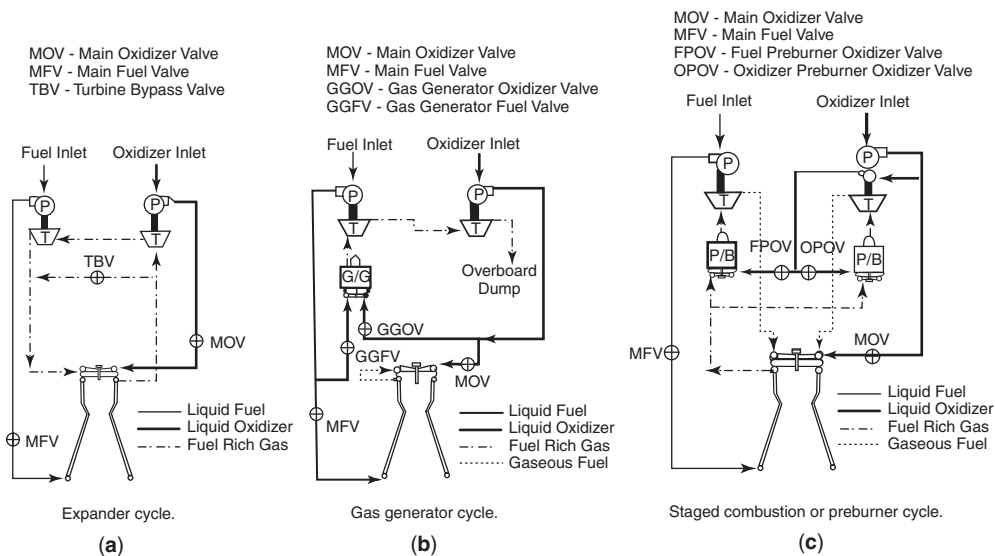 MOV - Main Oxidizer Valve
MFV - Main Fuel Valve
TBV - Turbine Bypass Valve
Fuel Inlet
Oxidizer Inlet
P
P
T
T
TBV
MOV
MFV
Liquid Fuel
Liquid Oxidizer
Fuel Rich Gas
Expander cycle.
(a)
MOV - Main Oxidizer Valve
MFV - Main Fuel Valve
GGOV - Gas Generator Oxidizer Valve
GGFV - Gas Generator Fuel Valve
Fuel Inlet
Oxidizer Inlet
P
P
T
T
G/G
Overboard
Dump
GGOV
GGFV
MOV
MFV
Liquid Fuel
Liquid Oxidizer
Fuel Rich Gas
Gaseous Fuel
Gas generator cycle.
(b)
MOV - Main Oxidizer Valve
MFV - Main Fuel Valve
FPOV - Fuel Preburner Oxidizer Valve
OPOV - Oxidizer Preburner Oxidizer Valve
Fuel Inlet
Oxidizer Inlet
P
P
T
T
P/B
FPOV
OPOV
P/B
MFV
MOV
Liquid Fuel
Liquid Oxidizer
Fuel Rich Gas
Gaseous Fuel
Staged combustion or preburner cycle.
(c)